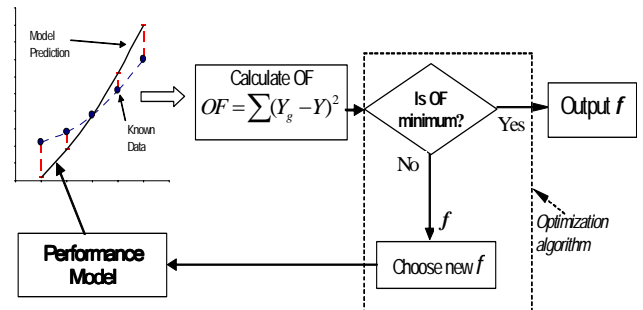 Model
Prediction
Known
Data
Calculate OF
OF = ∑(Y_g − Y)²
Is OF
minimum?
Yes
Output f
No
f
Optimization
algorithm
Choose new f
Performance
Model